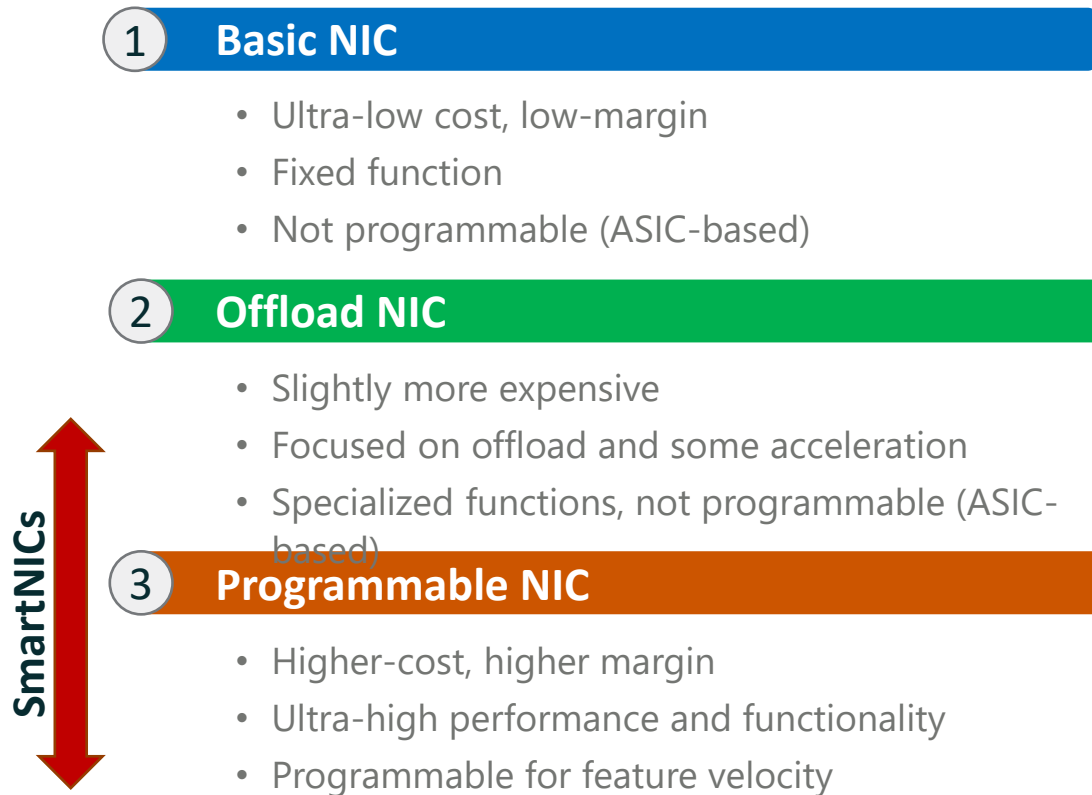 1 Basic NIC
• Ultra-low cost, low-margin
• Fixed function
• Not programmable (ASIC-based)
2 Offload NIC
• Slightly more expensive
• Focused on offload and some acceleration
• Specialized functions, not programmable (ASIC-
based)
3 Programmable NIC
• Higher-cost, higher margin
• Ultra-high performance and functionality
• Programmable for feature velocity
SmartNICs